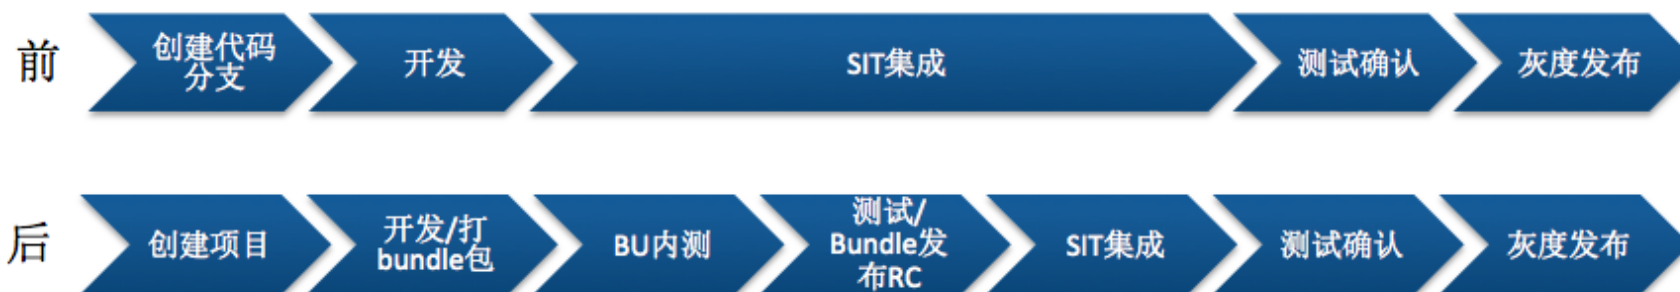 前
创建代码
分支
开发
SIT集成
测试确认
灰度发布
后
创建项目
开发/打
bundle包
BU内测
测试/
Bundle发
布RC
SIT集成
测试确认
灰度发布